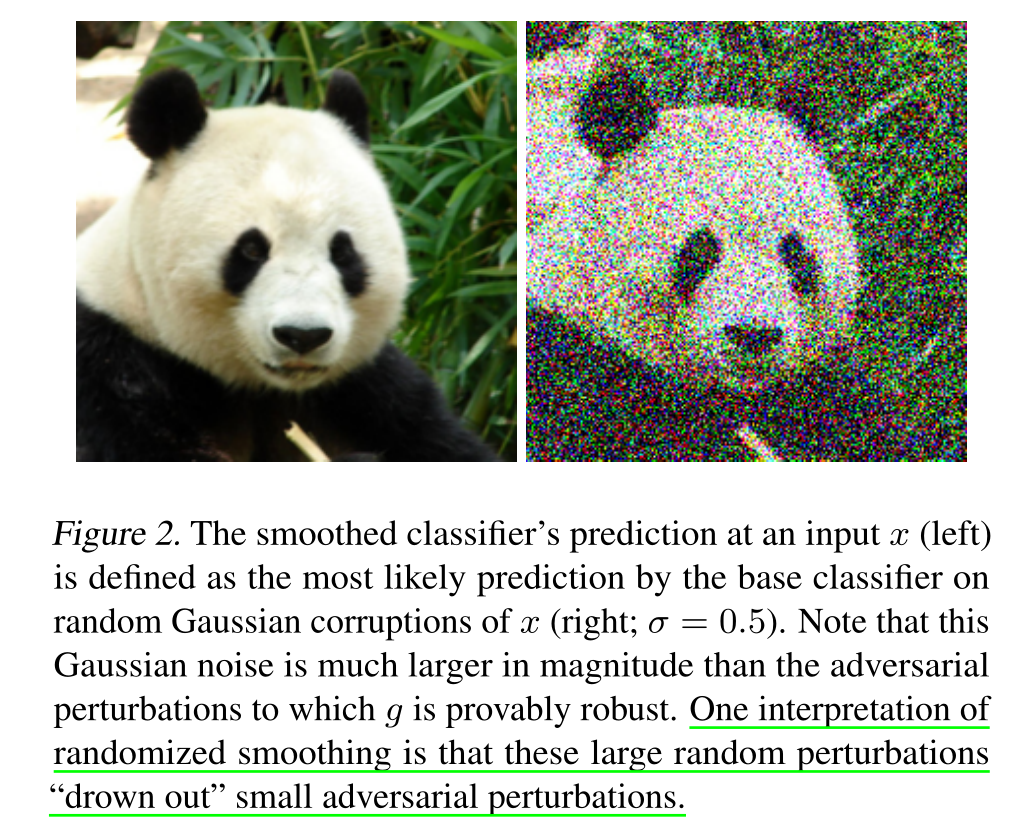 Figure 2. The smoothed classifier's prediction at an input x (left)
is defined as the most likely prediction by the base classifier on
random Gaussian corruptions of x (right; σ = 0.5). Note that this
Gaussian noise is much larger in magnitude than the adversarial
perturbations to which g is provably robust. One interpretation of
randomized smoothing is that these large random perturbations
“drown out” small adversarial perturbations.